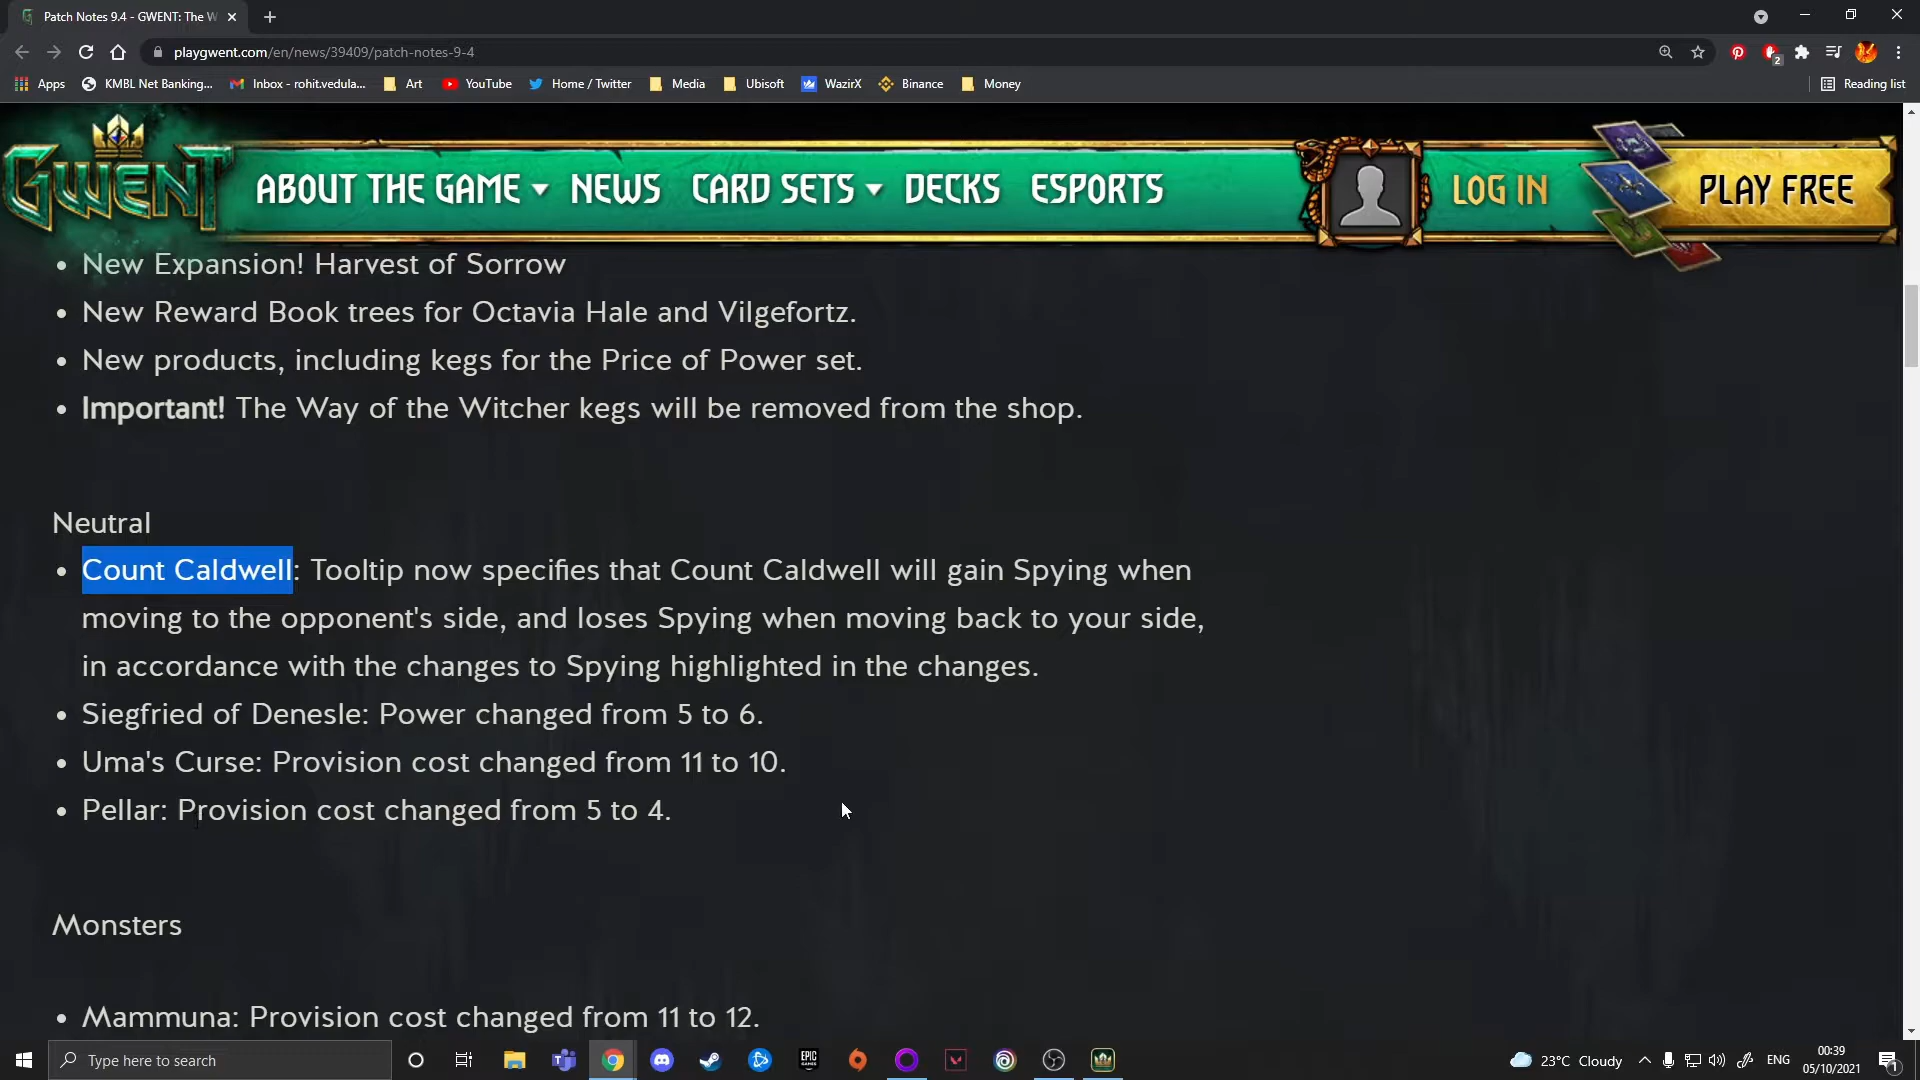 Patch Notes 9.4 - GWENT: The W
playgwent.com/en/news/39409/patch-notes-9-4
2
Apps KMBL Net Banking... Inbox - rohit.vedula... Art YouTube Home / Twitter Media Ubisoft WazirX Binance Money Reading list
GWENT ABOUT THE GAME NEWS CARD SETS DECKS ESPORTS LOG IN PLAY FREE
• New Expansion! Harvest of Sorrow
• New Reward Book trees for Octavia Hale and Vilgefortz.
• New products, including kegs for the Price of Power set.
• Important! The Way of the Witcher kegs will be removed from the shop.
Neutral
• Count Caldwell: Tooltip now specifies that Count Caldwell will gain Spying when
moving to the opponent's side, and loses Spying when moving back to your side,
in accordance with the changes to Spying highlighted in the changes.
• Siegfried of Denesle: Power changed from 5 to 6.
• Uma's Curse: Provision cost changed from 11 to 10.
• Pellar: Provision cost changed from 5 to 4.
Monsters
• Mammuna: Provision cost changed from 11 to 12.
Type here to search EPIC GAMES 23°C Cloudy ENG 00:39
05/10/2021 1